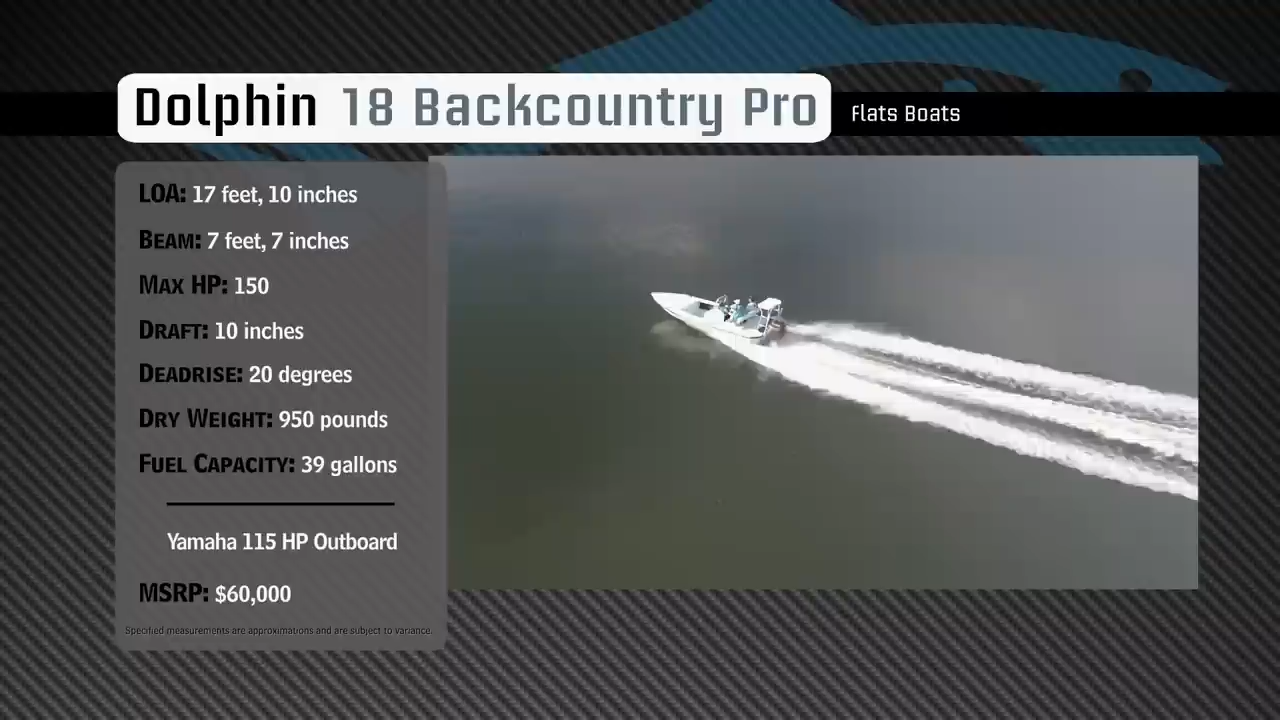 Dolphin 18 Backcountry Pro
Flats Boats
LOA: 17 feet, 10 inches
BEAM: 7 feet, 7 inches
MAX HP: 150
DRAFT: 10 inches
DEADRISE: 20 degrees
DRY WEIGHT: 950 pounds
FUEL CAPACITY: 39 gallons
Yamaha 115 HP Outboard
MSRP: $60,000
Specified measurements are approximations and are subject to variance.